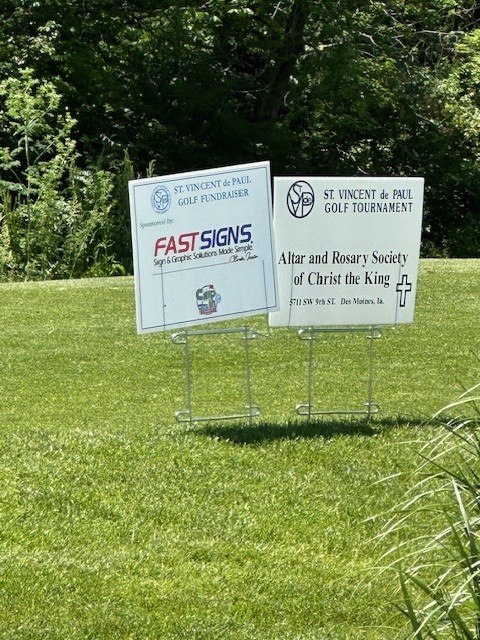 ST. VINCENT de PAUL
GOLF FUNDRAISER
Sponsored by:
FASTSIGNS
Sign & Graphic Solutions Made Simple.
ST. VINCENT de PAUL
GOLF TOURNAMENT
Altar and Rosary Society
of Christ the King
5711 SW 9th ST. Des Moines, Ia.